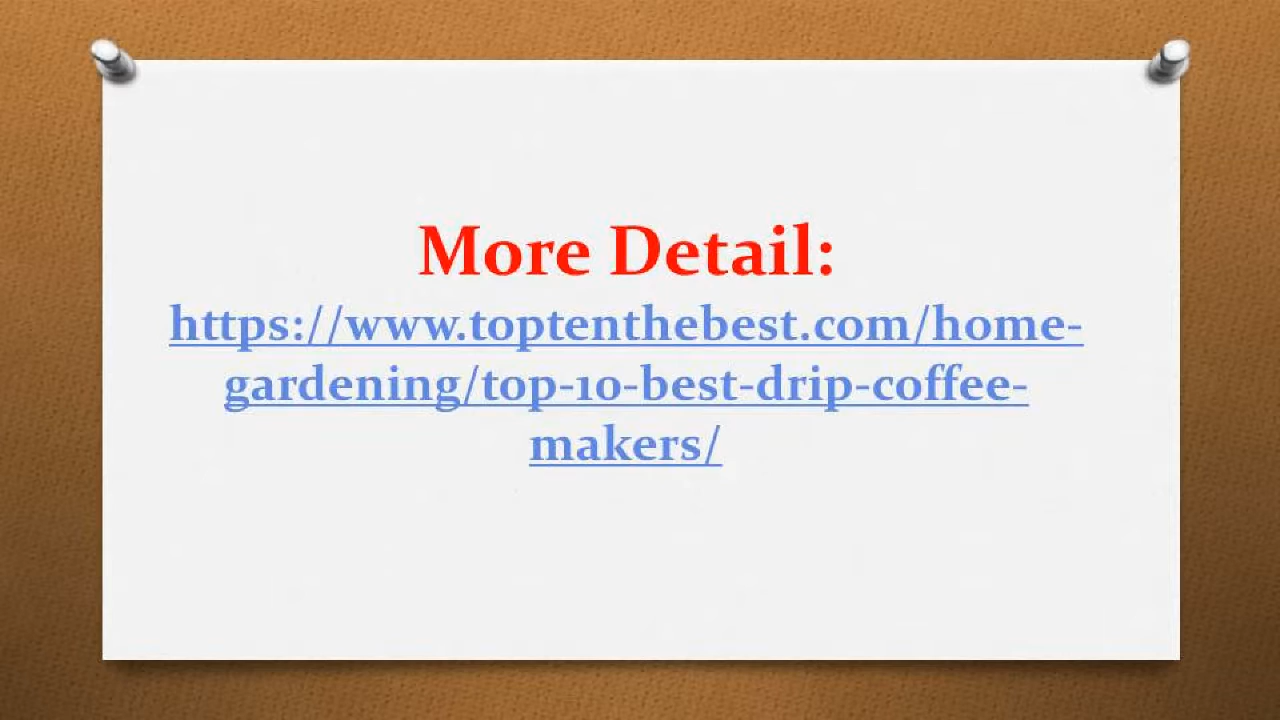 More Detail:
https://www.toptenthebest.com/home-
gardening/top-10-best-drip-coffee-
makers/